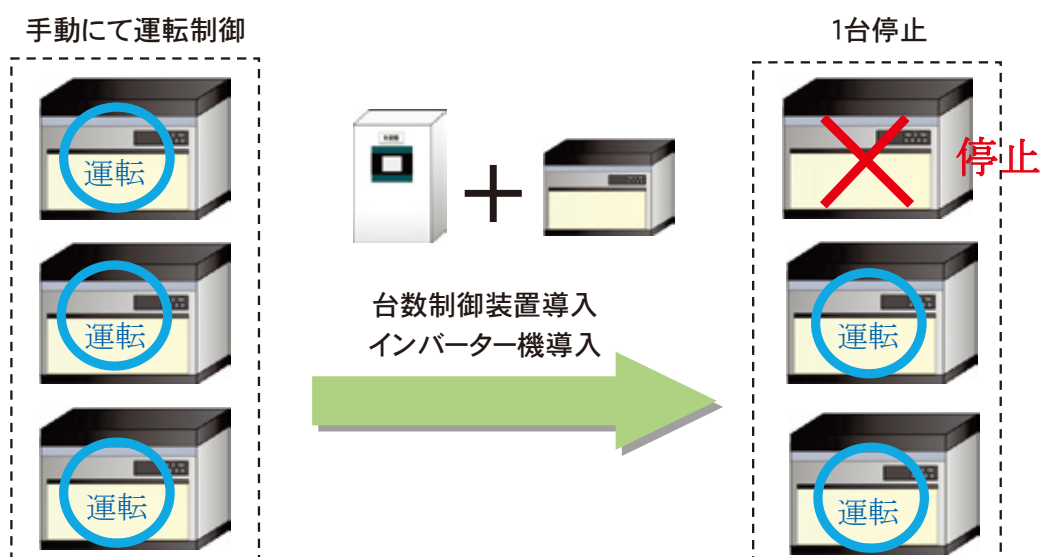 手動にて運転制御
1台停止
運転
運転
運転
台数制御装置導入
インバーター機導入
停止
運転
運転